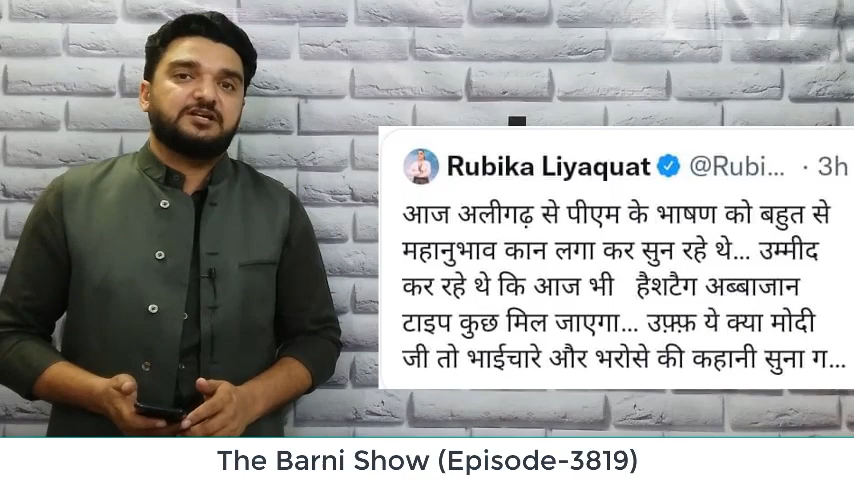 Rubika Liyaquat @Rubi... · 3h
आज अलीगढ़ से पीएम के भाषण को बहुत से
महानुभाव कान लगा कर सुन रहे थे... उम्मीद
कर रहे थे कि आज भी हैशटैग अब्बाजान
टाइप कुछ मिल जाएगा... उफ़्फ़ ये क्या मोदी
जी तो भाईचारे और भरोसे की कहानी सुना ग...
The Barni Show (Episode-3819)